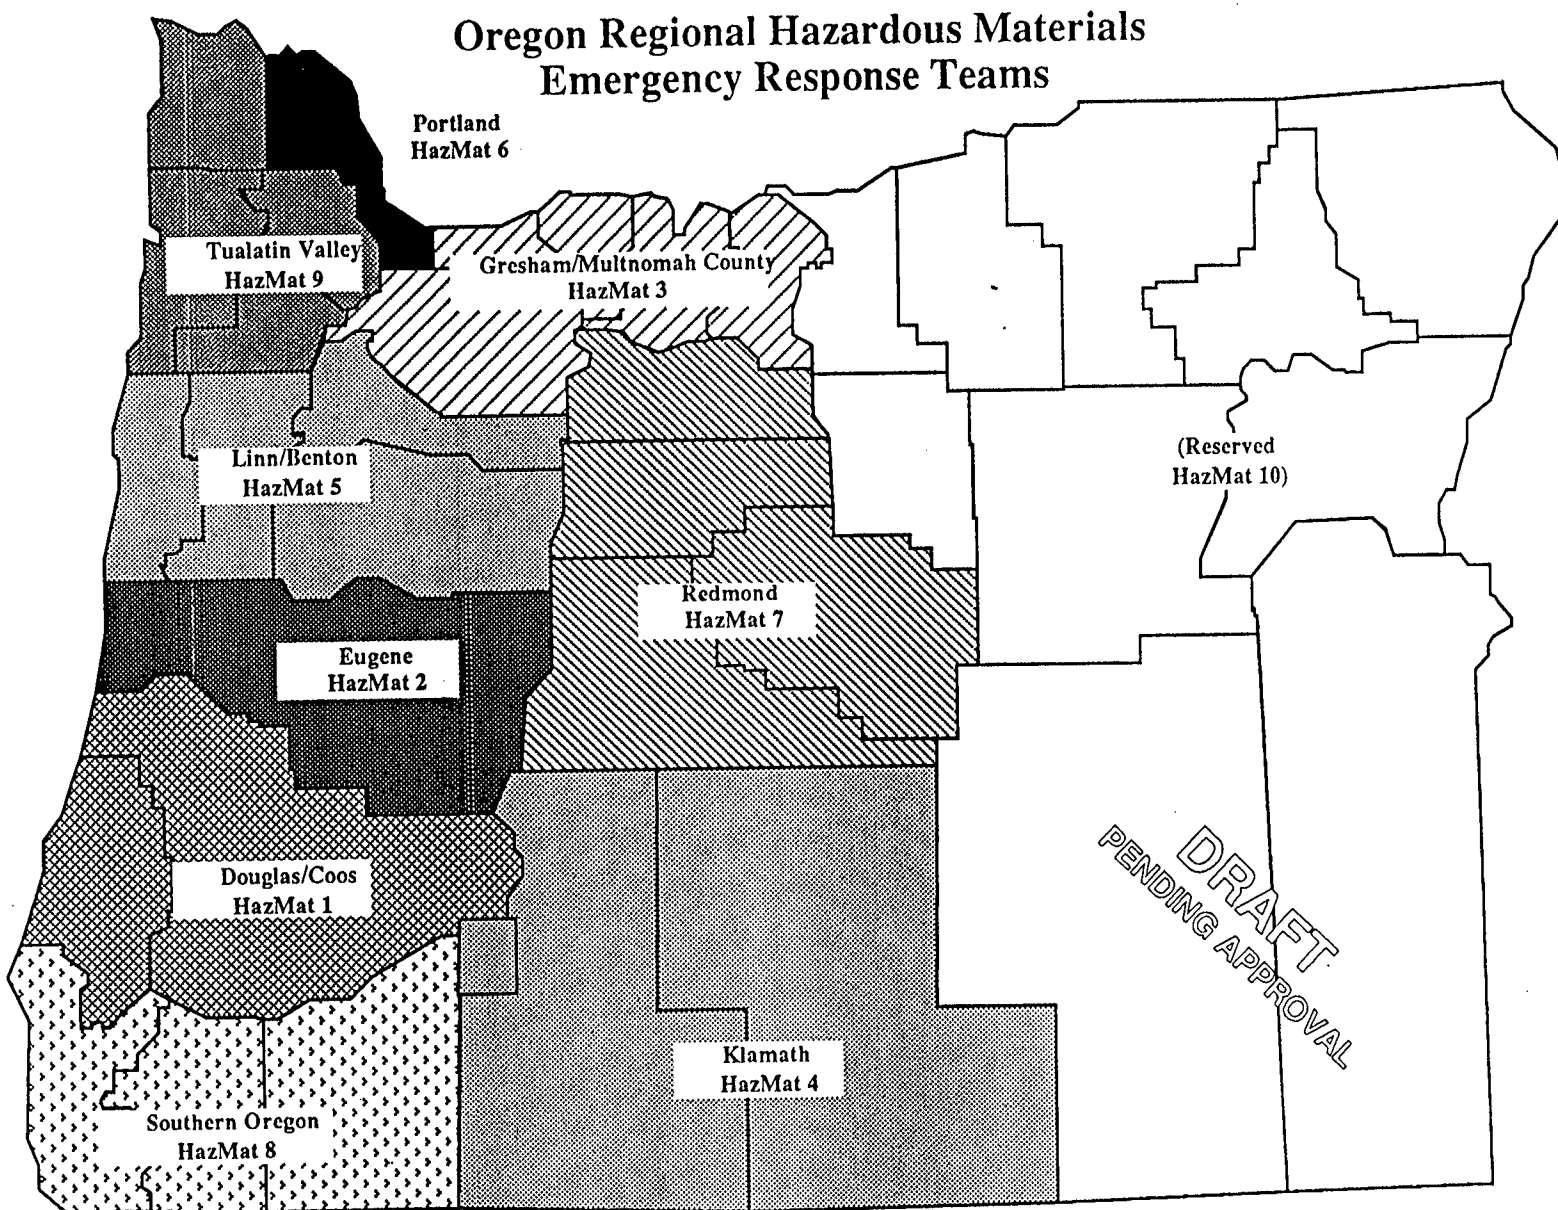 Oregon Regional Hazardous Materials
Emergency Response Teams
Portland
HazMat 6
Tualatin Valley
HazMat 9
Gresham/Multnomah County
HazMat 3
Linn/Benton
HazMat 5
(Reserved
HazMat 10)
Redmond
HazMat 7
Eugene
HazMat 2
Douglas/Coos
HazMat 1
DRAFT
PENDING APPROVAL
Klamath
HazMat 4
Southern Oregon
HazMat 8